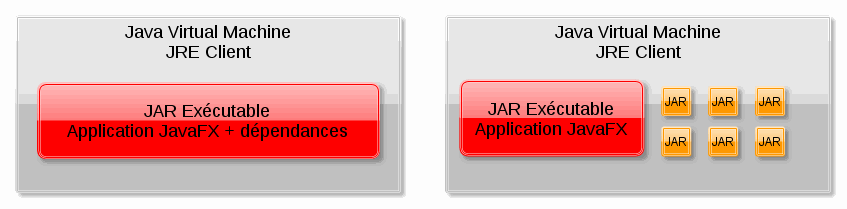 Java Virtual Machine
JRE Client
JAR Exécutable
Application JavaFX + dépendances
Java Virtual Machine
JRE Client
JAR Exécutable
Application JavaFX
JAR JAR JAR
JAR JAR JAR